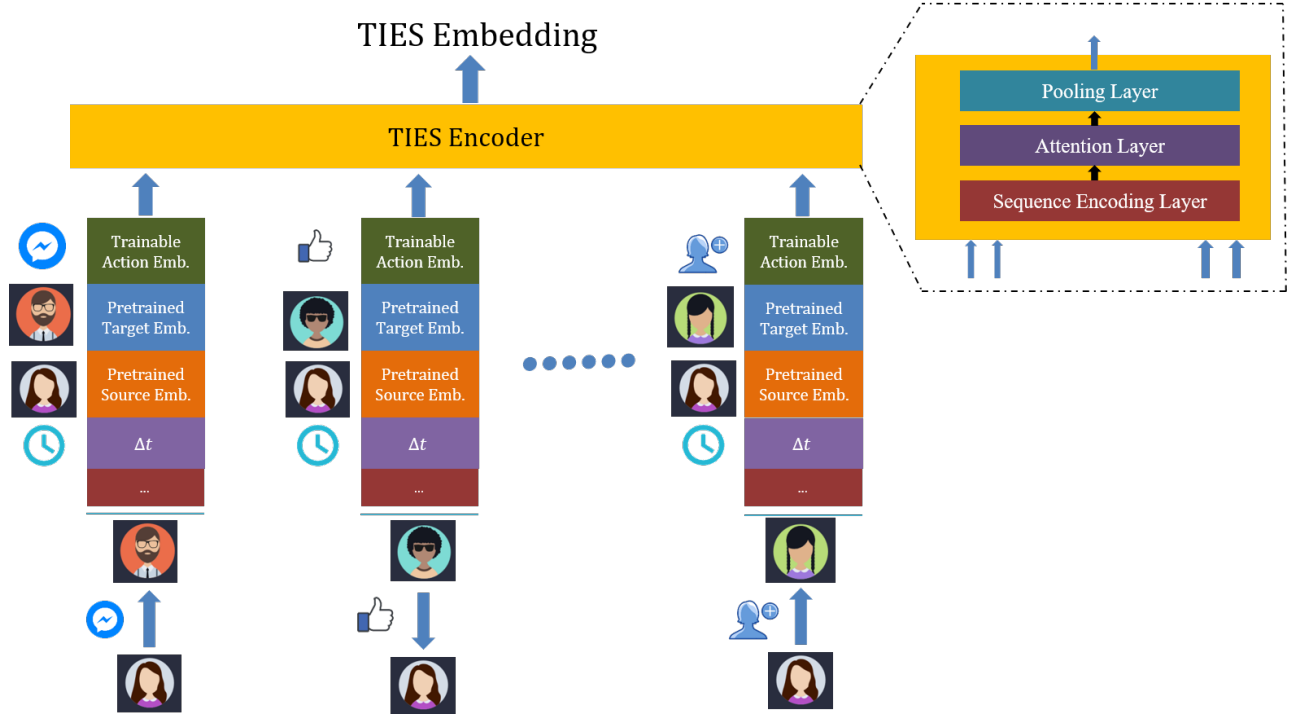 TIES Embedding
TIES Encoder
Trainable
Action Emb.
Pretrained
Target Emb.
Pretrained
Source Emb.
Δt
...
Trainable
Action Emb.
Pretrained
Target Emb.
Pretrained
Source Emb.
Δt
...
Trainable
Action Emb.
Pretrained
Target Emb.
Pretrained
Source Emb.
Δt
...
Pooling Layer
Attention Layer
Sequence Encoding Layer